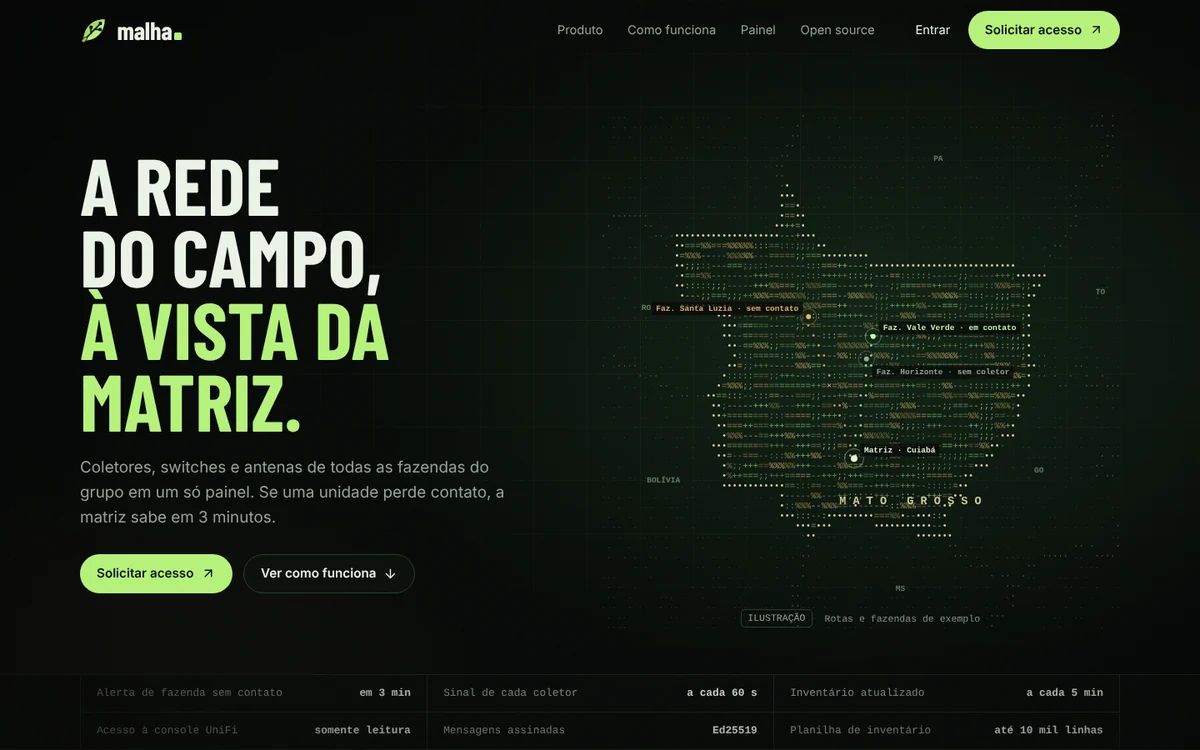 malha.
Produto
Como funciona
Painel
Open source
Entrar
Solicitar acesso
A REDE
DO CAMPO,
À VISTA DA
MATRIZ.
Coletores, switches e antenas de todas as fazendas do
grupo em um só painel. Se uma unidade perde contato, a
matriz sabe em 3 minutos.
Solicitar acesso
Ver como funciona
PA
TO
RO
Faz. Santa Luzia · sem contato
Faz. Vale Verde · em contato
Faz. Horizonte · sem coletor
Matriz · Cuiabá
GO
BOLÍVIA
MATO GROSSO
MS
ILUSTRAÇÃO
Rotas e fazendas de exemplo
Alerta de fazenda sem contato
em 3 min
Sinal de cada coletor
a cada 60 s
Inventário atualizado
a cada 5 min
Acesso à console UniFi
somente leitura
Mensagens assinadas
Ed25519
Planilha de inventário
até 10 mil linhas